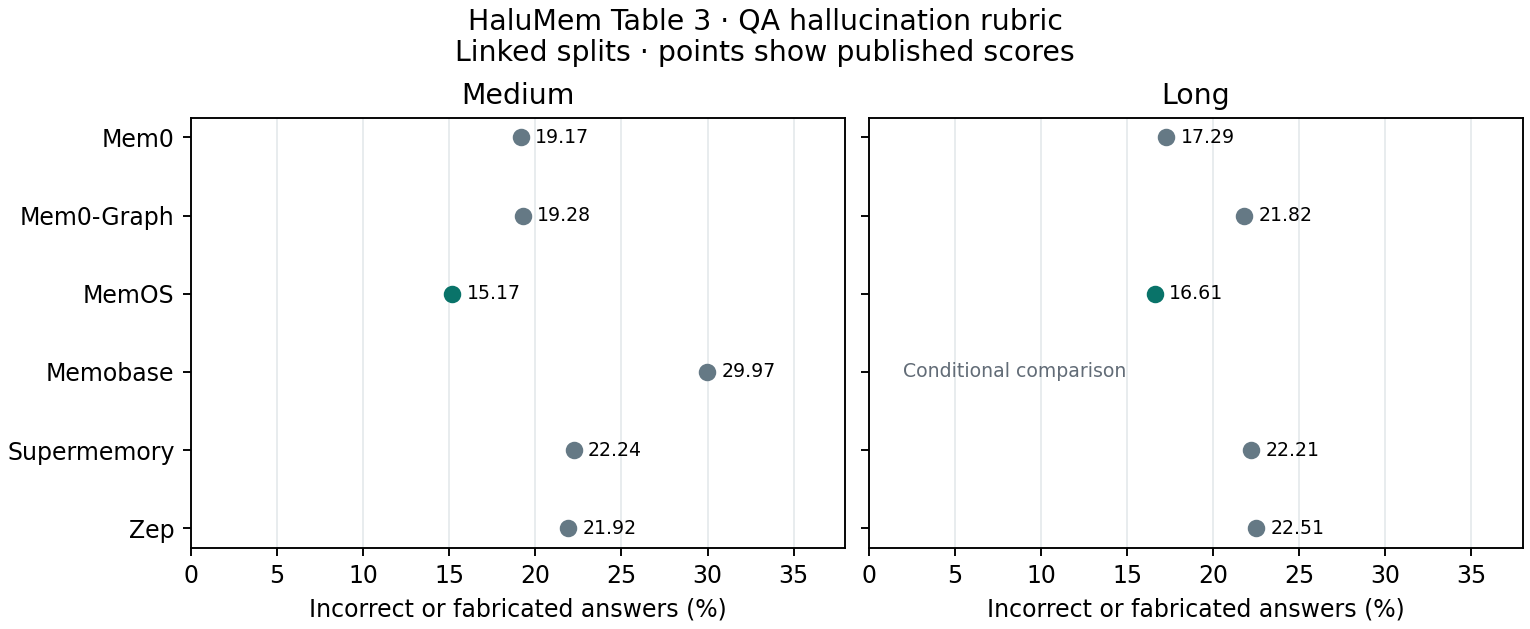 HaluMem Table 3 · QA hallucination rubric
Linked splits · points show published scores
Medium
Long
Mem0
19.17
17.29
Mem0-Graph
19.28
21.82
MemOS
15.17
16.61
Memobase
29.97
Conditional comparison
Supermemory
22.24
22.21
Zep
21.92
22.51
0 5 10 15 20 25 30 35
0 5 10 15 20 25 30 35
Incorrect or fabricated answers (%)
Incorrect or fabricated answers (%)